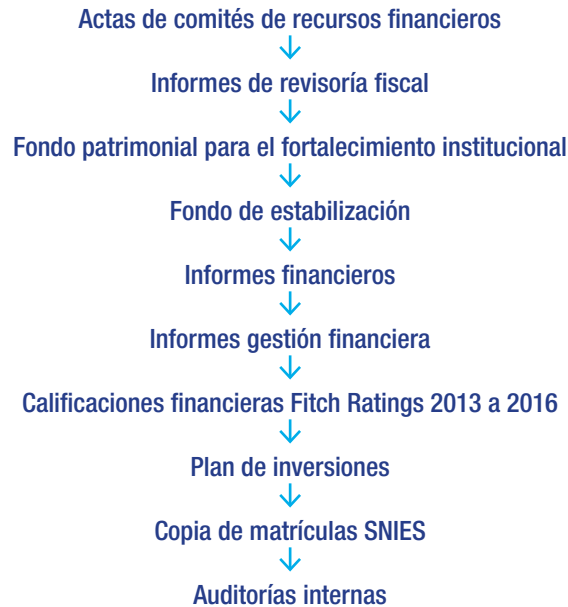 Actas de comités de recursos financieros
Informes de revisoría fiscal
Fondo patrimonial para el fortalecimiento institucional
Fondo de estabilización
Informes financieros
Informes gestión financiera
Calificaciones financieras Fitch Ratings 2013 a 2016
Plan de inversiones
Copia de matrículas SNIES
Auditorías internas